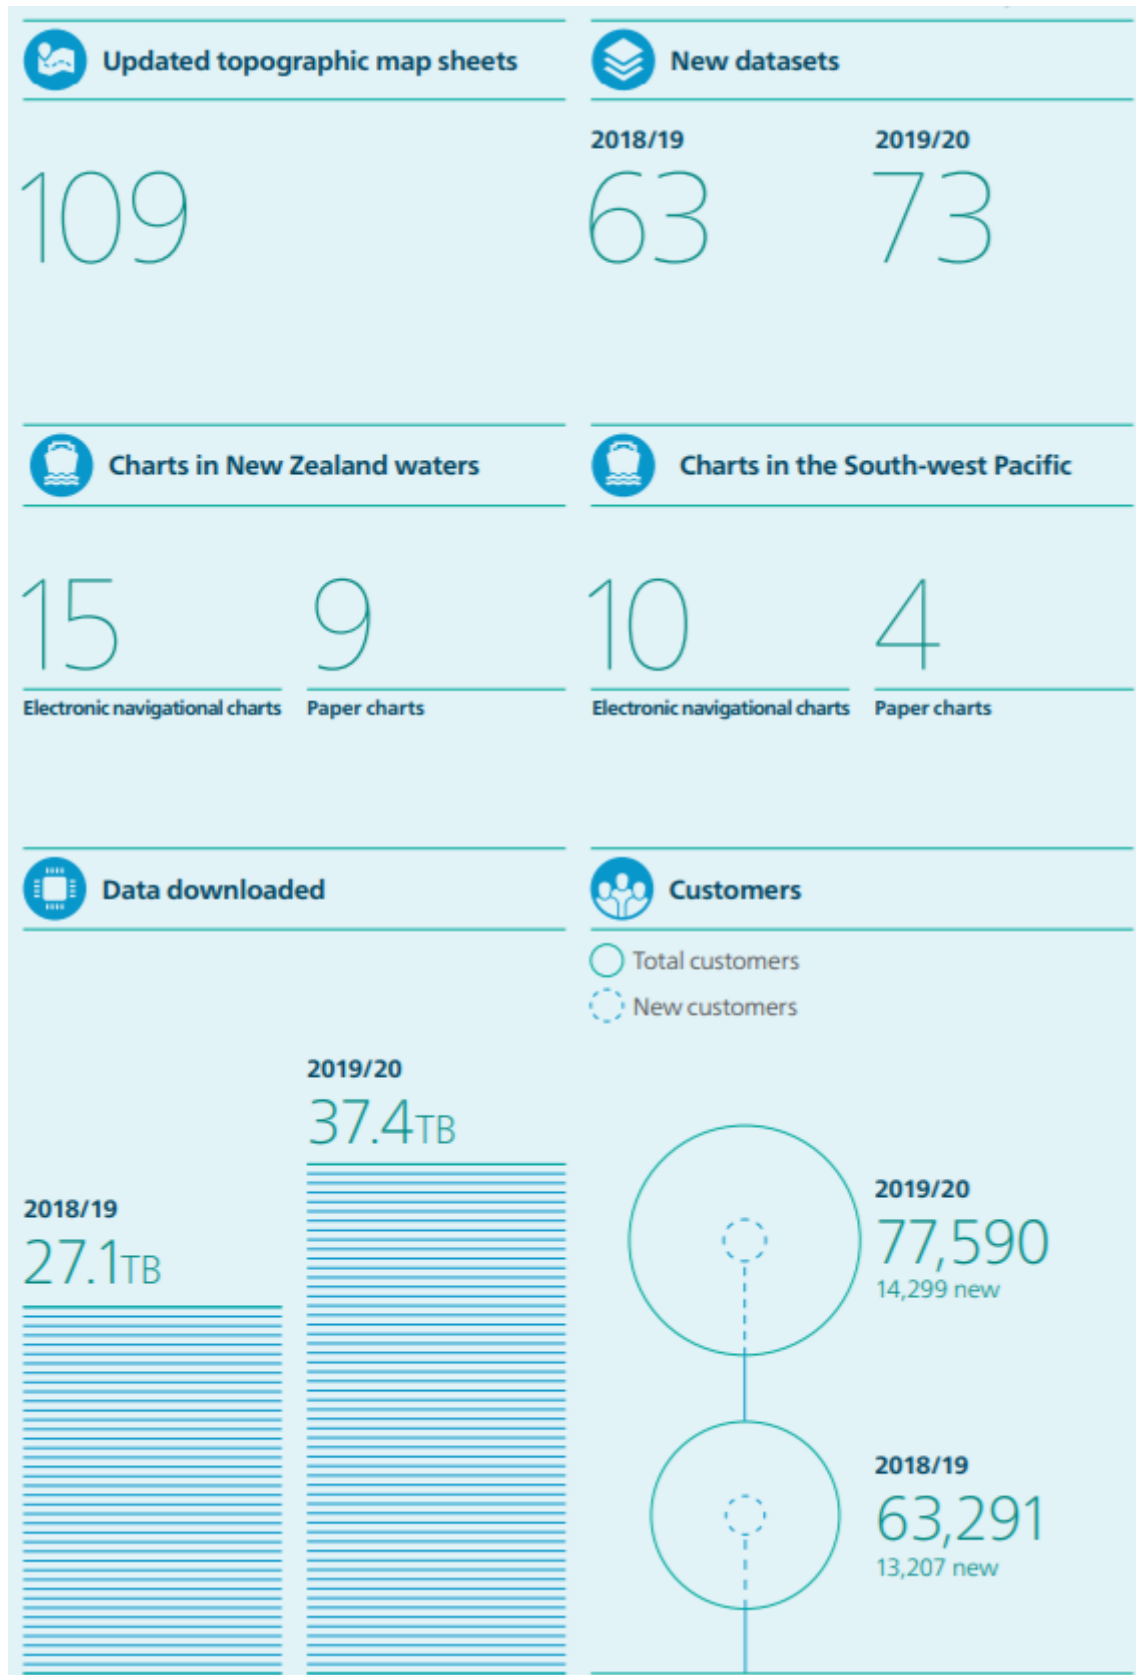 Updated topographic map sheets
109
New datasets
2018/19
63
2019/20
73
Charts in New Zealand waters
15
Electronic navigational charts
9
Paper charts
Charts in the South-west Pacific
10
Electronic navigational charts
4
Paper charts
Data downloaded
2018/19
27.1TB
2019/20
37.4TB
Customers
Total customers
New customers
2019/20
77,590
14,299 new
2018/19
63,291
13,207 new